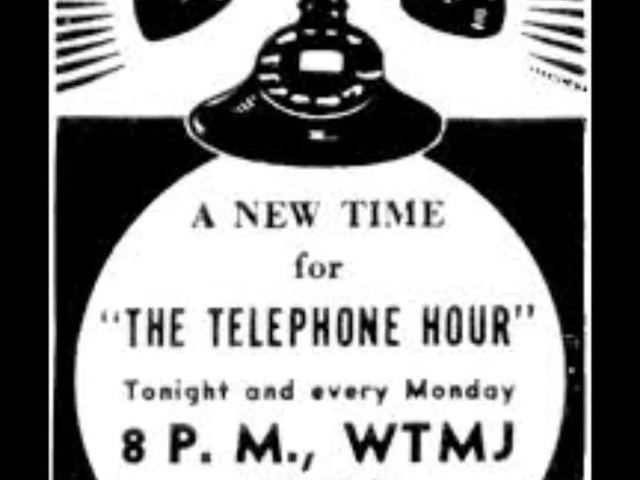 A NEW TIME
for
"THE TELEPHONE HOUR"
Tonight and every Monday
8 P. M., WTMJ